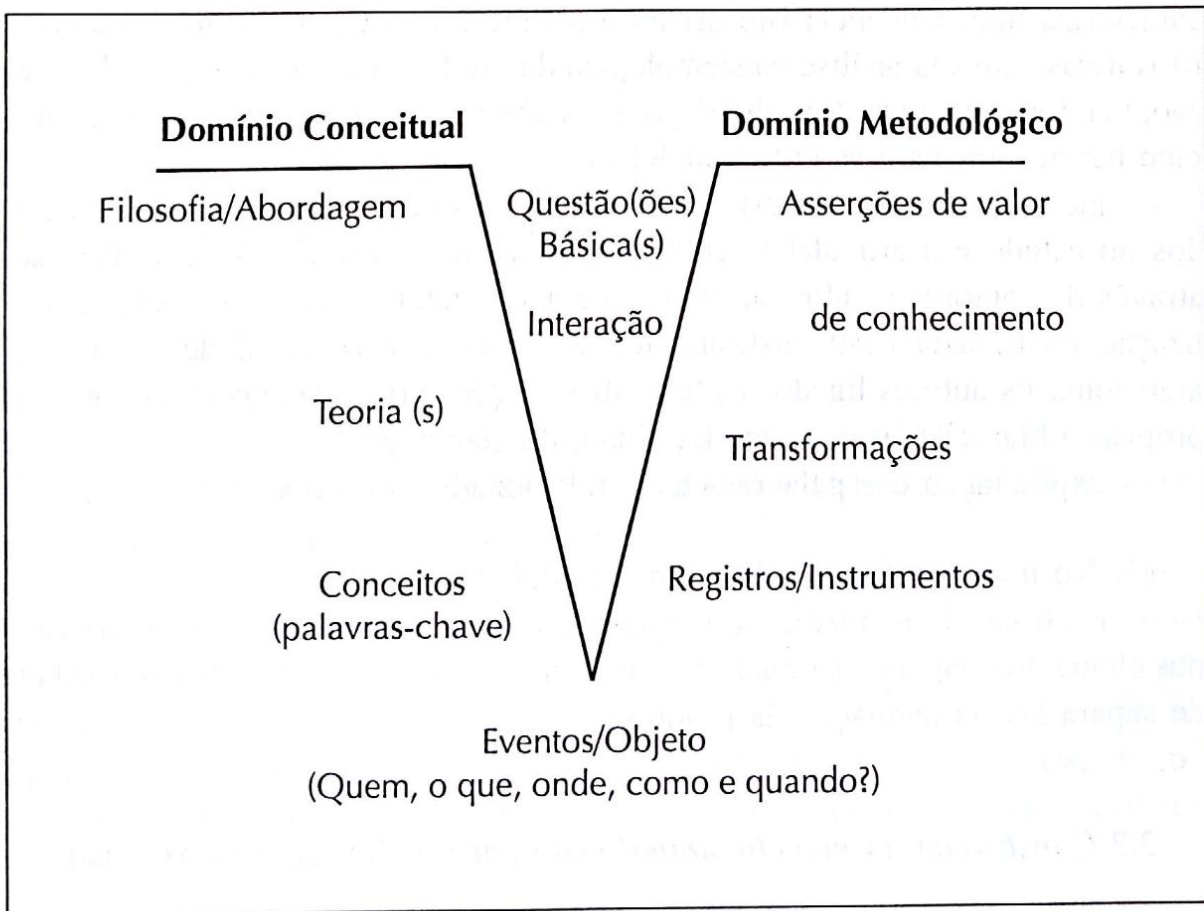 Domínio Conceitual
Domínio Metodológico
Filosofia/Abordagem
Questão(ões)
Básica(s)
Asserções de valor
Interação
de conhecimento
Teoria (s)
Transformações
Conceitos
(palavras-chave)
Registros/Instrumentos
Eventos/Objeto
(Quem, o que, onde, como e quando?)